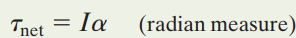 τnet = Iα (radian measure)